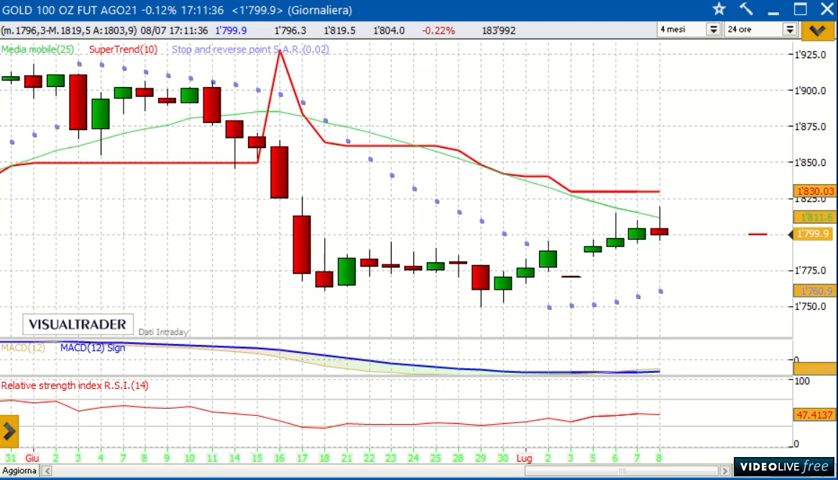 GOLD 100 OZ FUT AGO21 -0.12% 17:11:36 <1'799.9> (Giornaliera)
(m.1796,3-M.1819,5 A:1803,9) 08/07 17:11:36 1'799.9 1'796.3 1'819.5 1'804.0 -0.22% 183'992 4 mesi 24 ore
Media mobile(25) SuperTrend(10) Stop and reverse point S.A.R.(0.02)
1'925.0
1'900.0
1'875.0
1'850.0
1'830.03
1'825.0
1'811.6
1'799.9
1'775.0
1'760.9
1'750.0
VISUALTRADER
Dati Intraday
MACD(12) MACD(12) Sign
0
Relative strength index R.S.I.(14)
100
47.4137
0
31 Giu 2 3 4 7 8 9 10 11 14 15 16 17 18 21 22 23 24 25 28 29 30 Lug 2 3 5 6 7 8
Aggiorna
VIDEOLIVE free